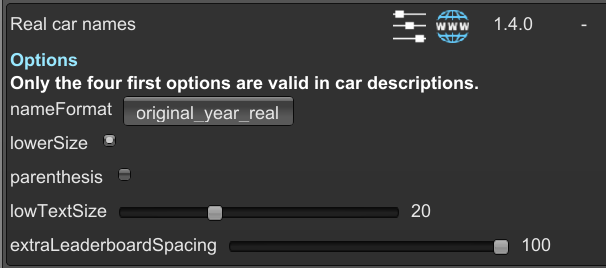 Real car names WWW 1.4.0 -
Options
Only the four first options are valid in car descriptions.
nameFormat original_year_real
lowerSize
parenthesis
lowTextSize 20
extraLeaderboardSpacing 100